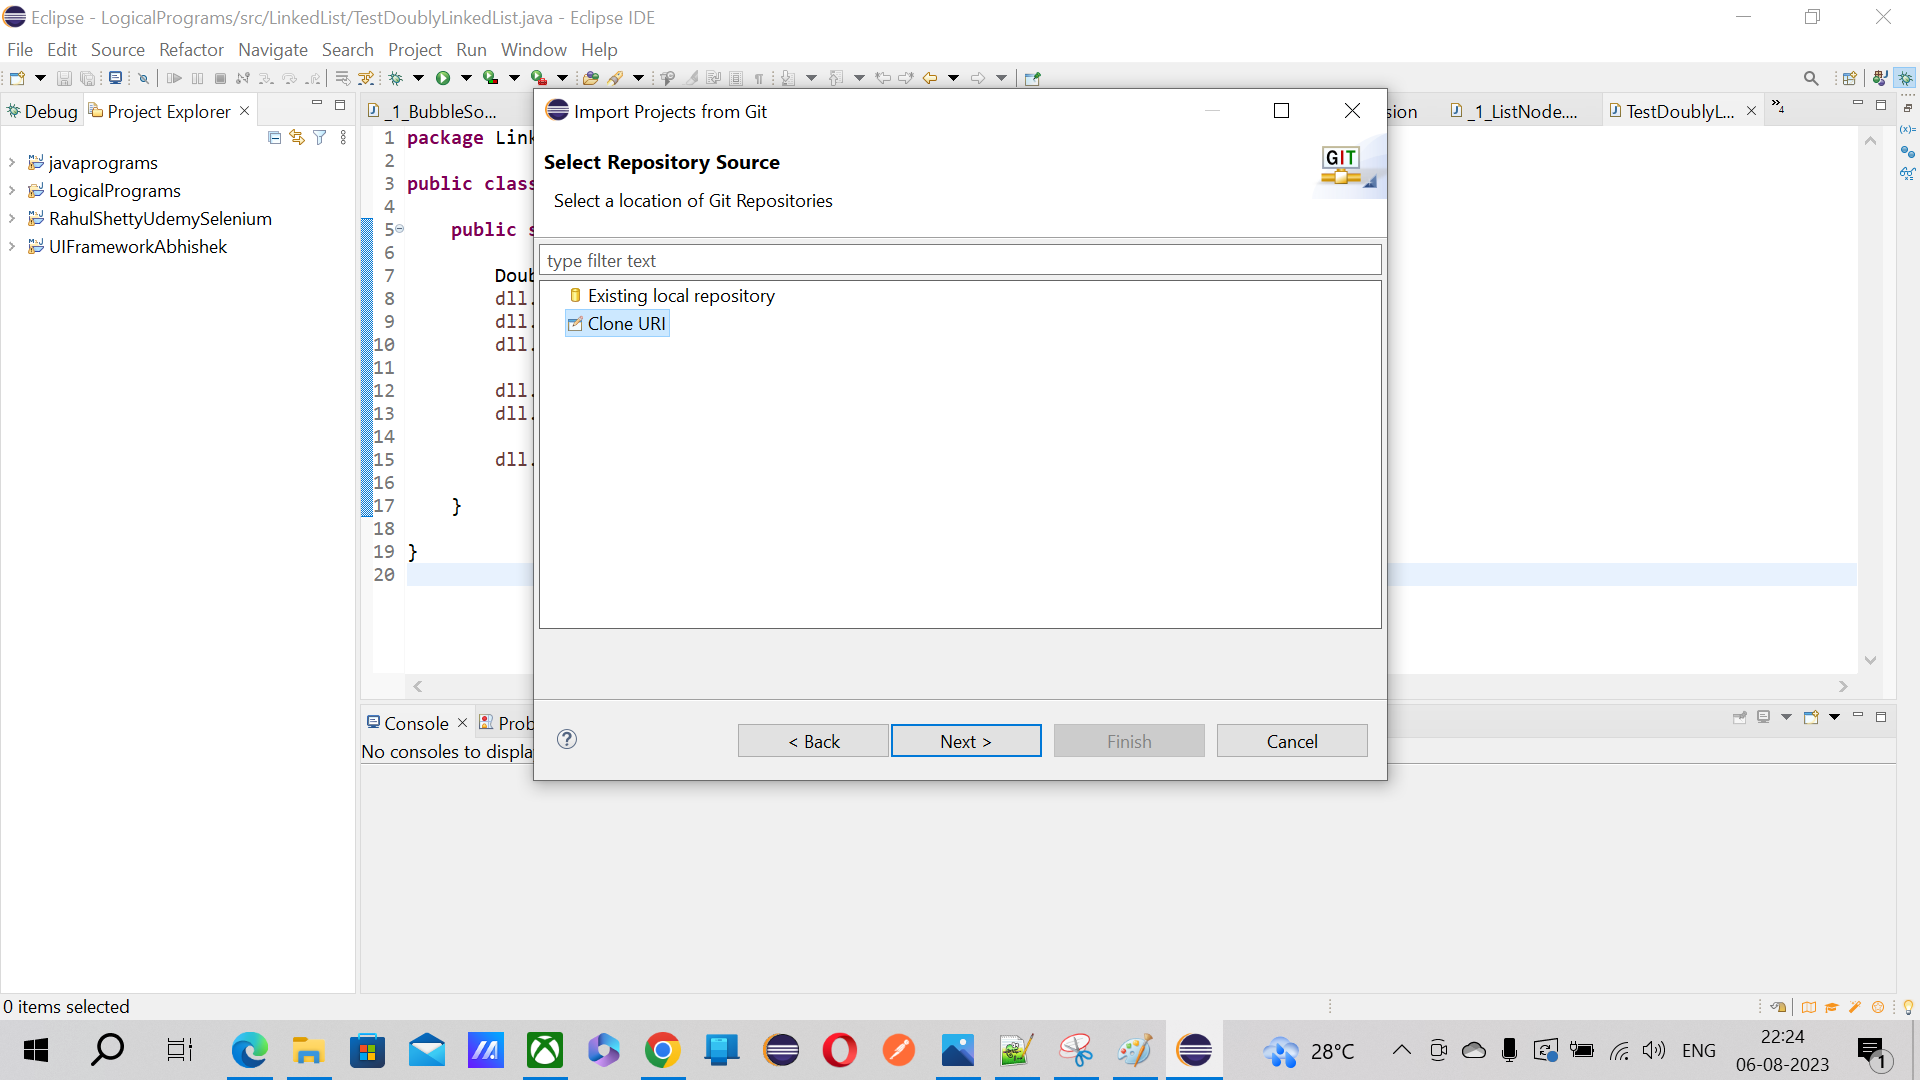 Eclipse - LogicalPrograms/src/LinkedList/TestDoublyLinkedList.java - Eclipse IDE
File Edit Source Refactor Navigate Search Project Run Window Help
Debug Project Explorer
javaprograms
LogicalPrograms
RahulShettyUdemySelenium
UIFrameworkAbhishek
_1_BubbleSo...
sion
_1_ListNode....
TestDoublyL...
4
1 package Link
2
3 public class
4
5 public s
6
7 Doub
8 dll.
9 dll.
10 dll.
11
12 dll.
13 dll.
14
15 dll.
16
17 }
18
19 }
20
Import Projects from Git
Select Repository Source
Select a location of Git Repositories
GIT
type filter text
Existing local repository
Clone URI
?
< Back Next > Finish Cancel
Console Prob
No consoles to displa
0 items selected
28°C
ENG
22:24
06-08-2023
1